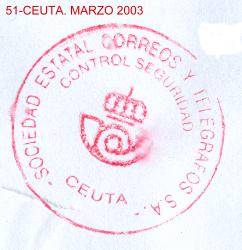 51-CEUTA. MARZO 2003
- SOCIEDAD ESTATAL CORREOS Y TELEGRAFOS S.A. -
CONTROL SEGURIDAD
CEUTA